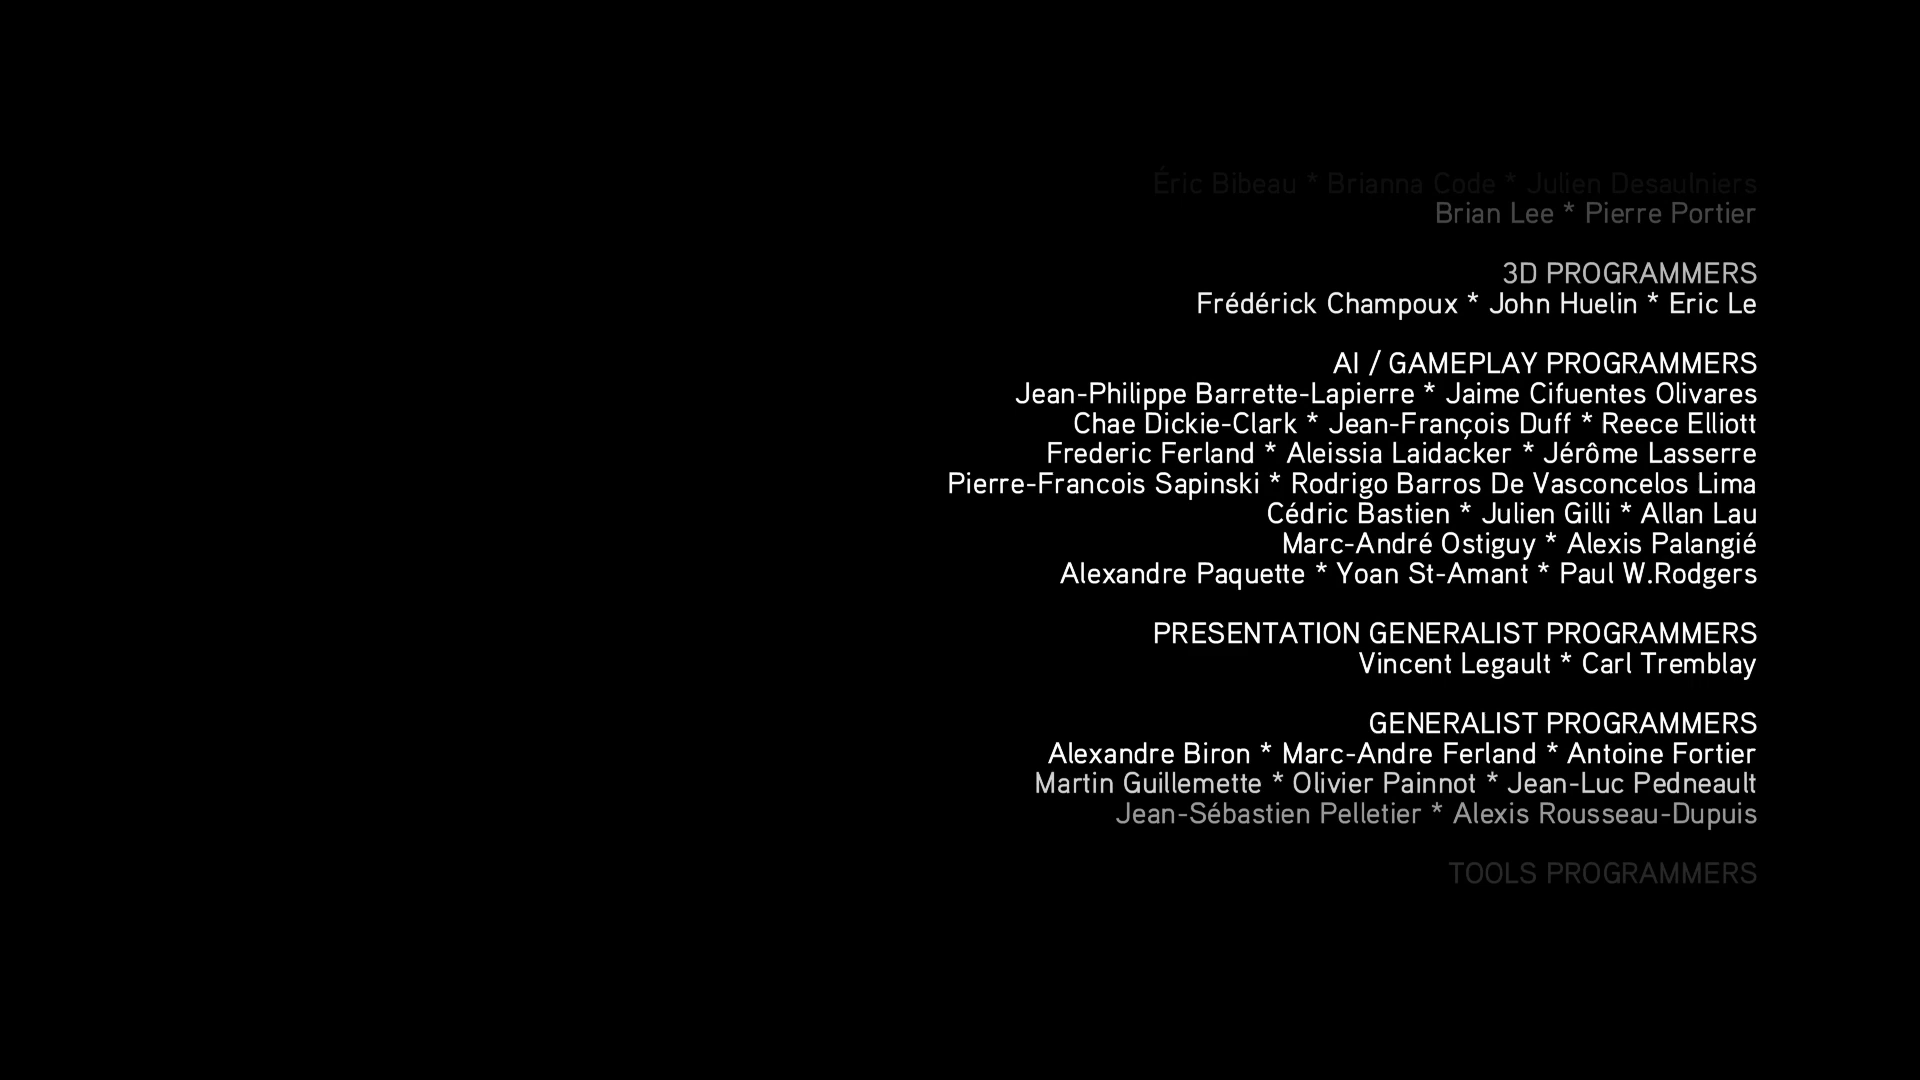 Éric Bibeau * Brianna Code * Julien Desaulniers
Brian Lee * Pierre Portier
3D PROGRAMMERS
Frédérick Champoux * John Huelin * Eric Le
AI / GAMEPLAY PROGRAMMERS
Jean-Philippe Barrette-Lapierre * Jaime Cifuentes Olivares
Chae Dickie-Clark * Jean-François Duff * Reece Elliott
Frederic Ferland * Aleissia Laidacker * Jérôme Lasserre
Pierre-Francois Sapinski * Rodrigo Barros De Vasconcelos Lima
Cédric Bastien * Julien Gilli * Allan Lau
Marc-André Ostiguy * Alexis Palangié
Alexandre Paquette * Yoan St-Amant * Paul W.Rodgers
PRESENTATION GENERALIST PROGRAMMERS
Vincent Legault * Carl Tremblay
GENERALIST PROGRAMMERS
Alexandre Biron * Marc-Andre Ferland * Antoine Fortier
Martin Guillemette * Olivier Painnot * Jean-Luc Pedneault
Jean-Sébastien Pelletier * Alexis Rousseau-Dupuis
TOOLS PROGRAMMERS